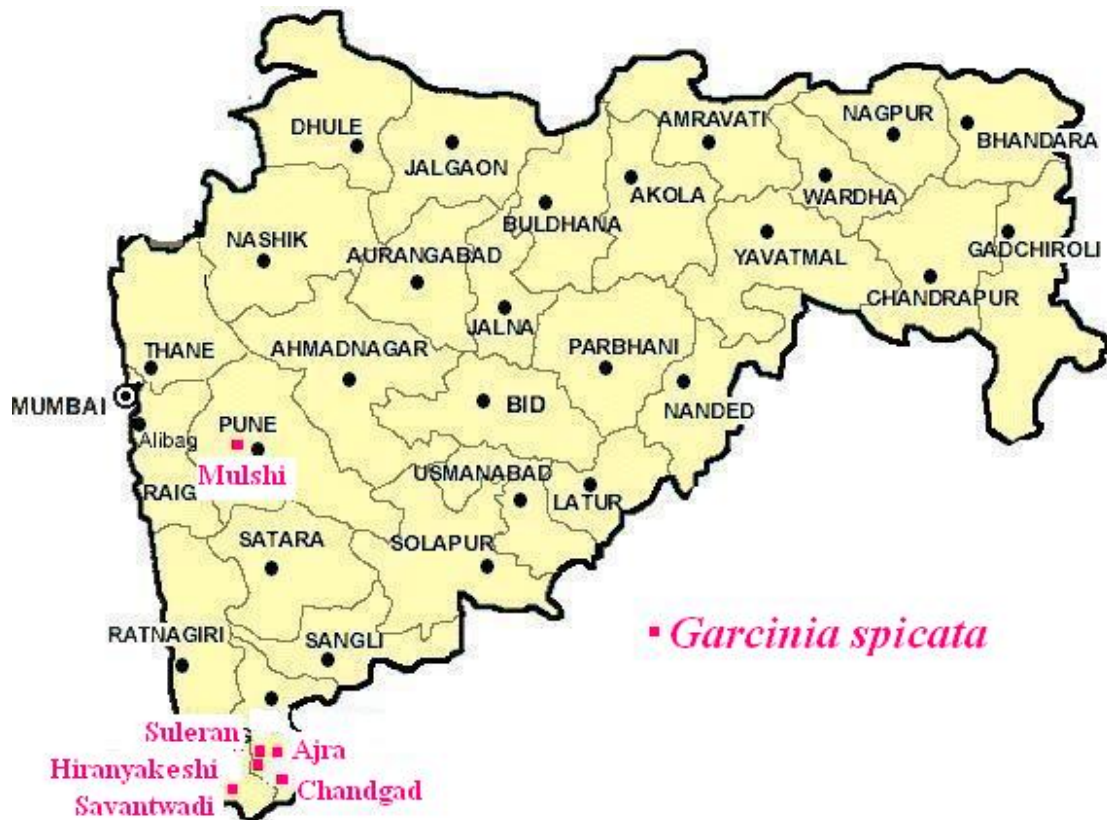 DHULE
JALGAON
AMRAVATI
NAGPUR
BHANDARA
AKOLA
WARDHA
BULDHANA
NASHIK
AURANGABAD
YAVATMAL
GADCHIROLI
CHANDRAPUR
JALNA
THANE
AHMADNAGAR
PARBHANI
MUMBAI
BID
NANDED
Alibag
PUNE
Mulshi
RAIG
USMANABAD
LATUR
SATARA
SOLAPUR
RATNAGIRI
SANGLI
Garcinia spicata
Suleran
Ajra
Hiranyakeshi
Chandgad
Savantwadi